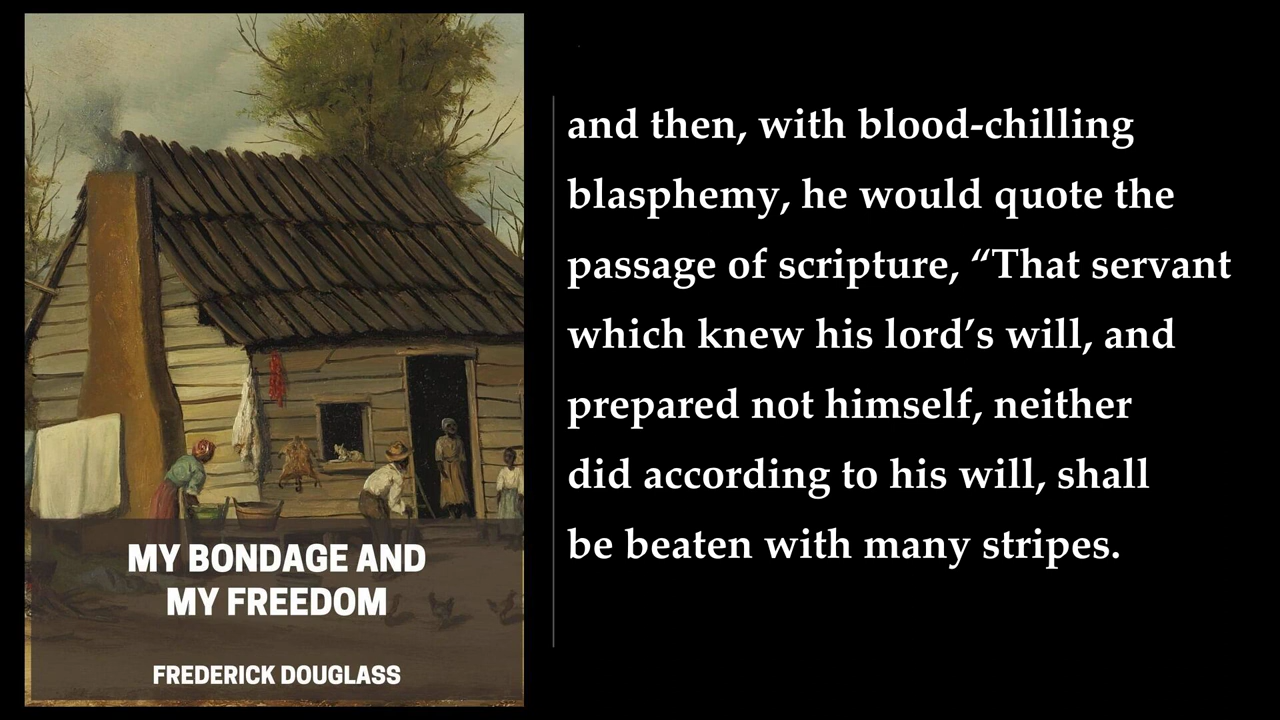 MY BONDAGE AND
MY FREEDOM
FREDERICK DOUGLASS
and then, with blood-chilling
blasphemy, he would quote the
passage of scripture, “That servant
which knew his lord’s will, and
prepared not himself, neither
did according to his will, shall
be beaten with many stripes.